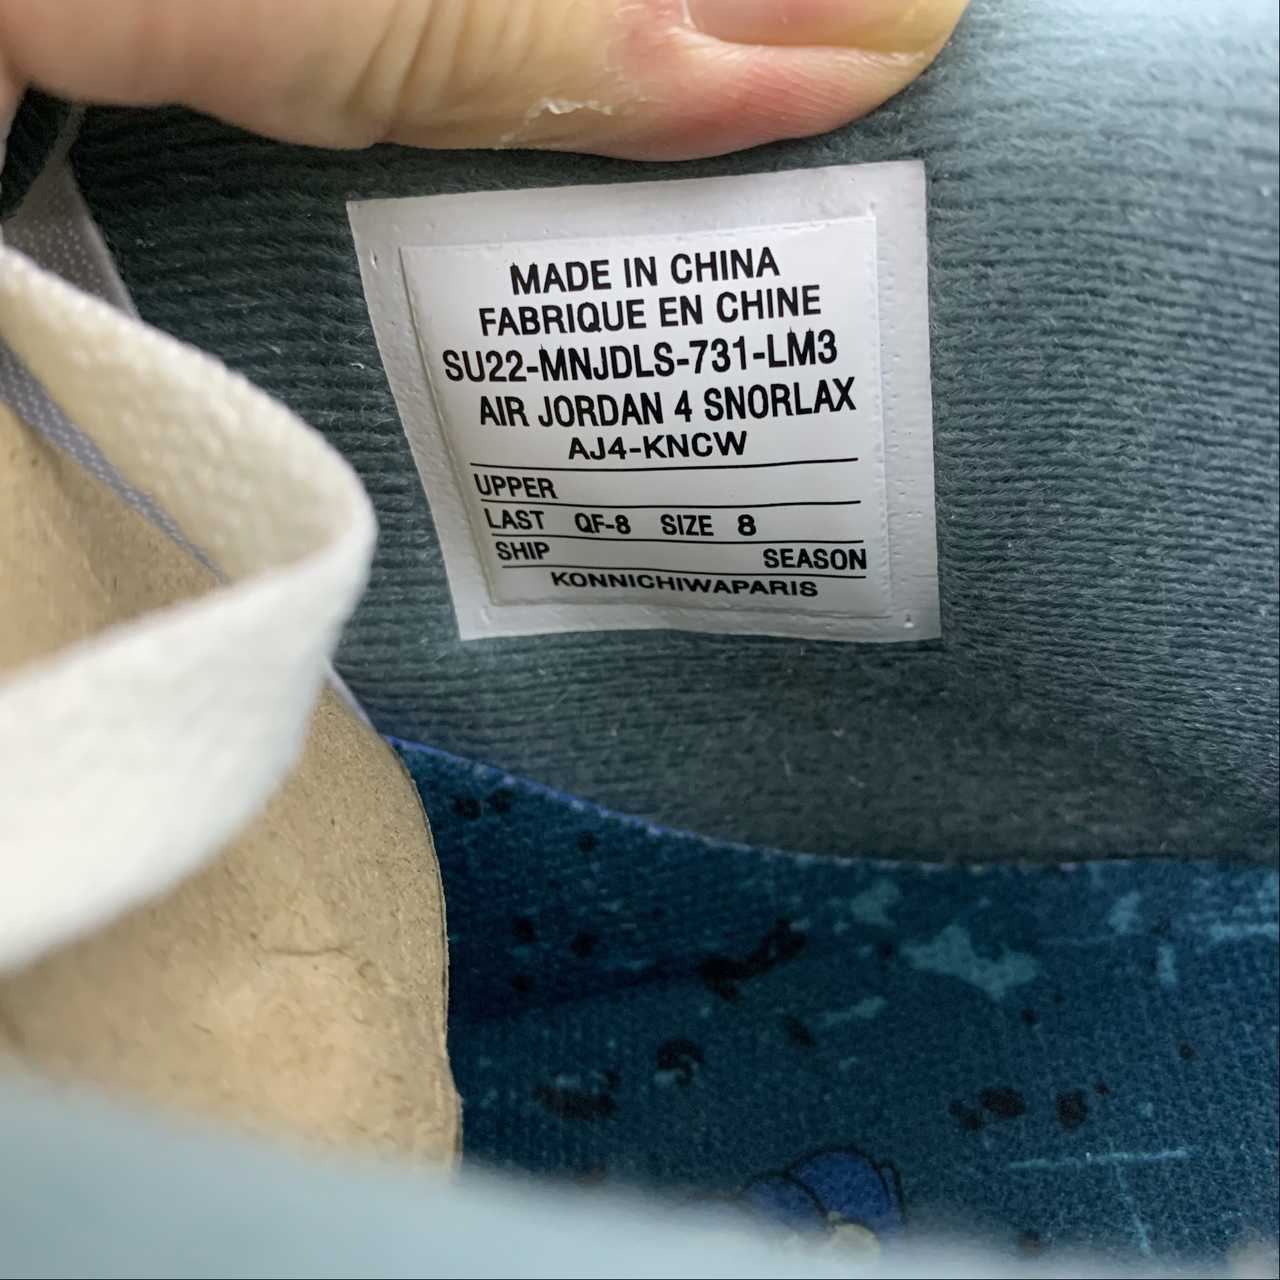 MADE IN CHINA
FABRIQUE EN CHINE
SU22-MNJDLS-731-LM3
AIR JORDAN 4 SNORLAX
AJ4-KNCW
UPPER
LAST QF-8 SIZE 8
SHIP SEASON
KONNICHIWAPARIS